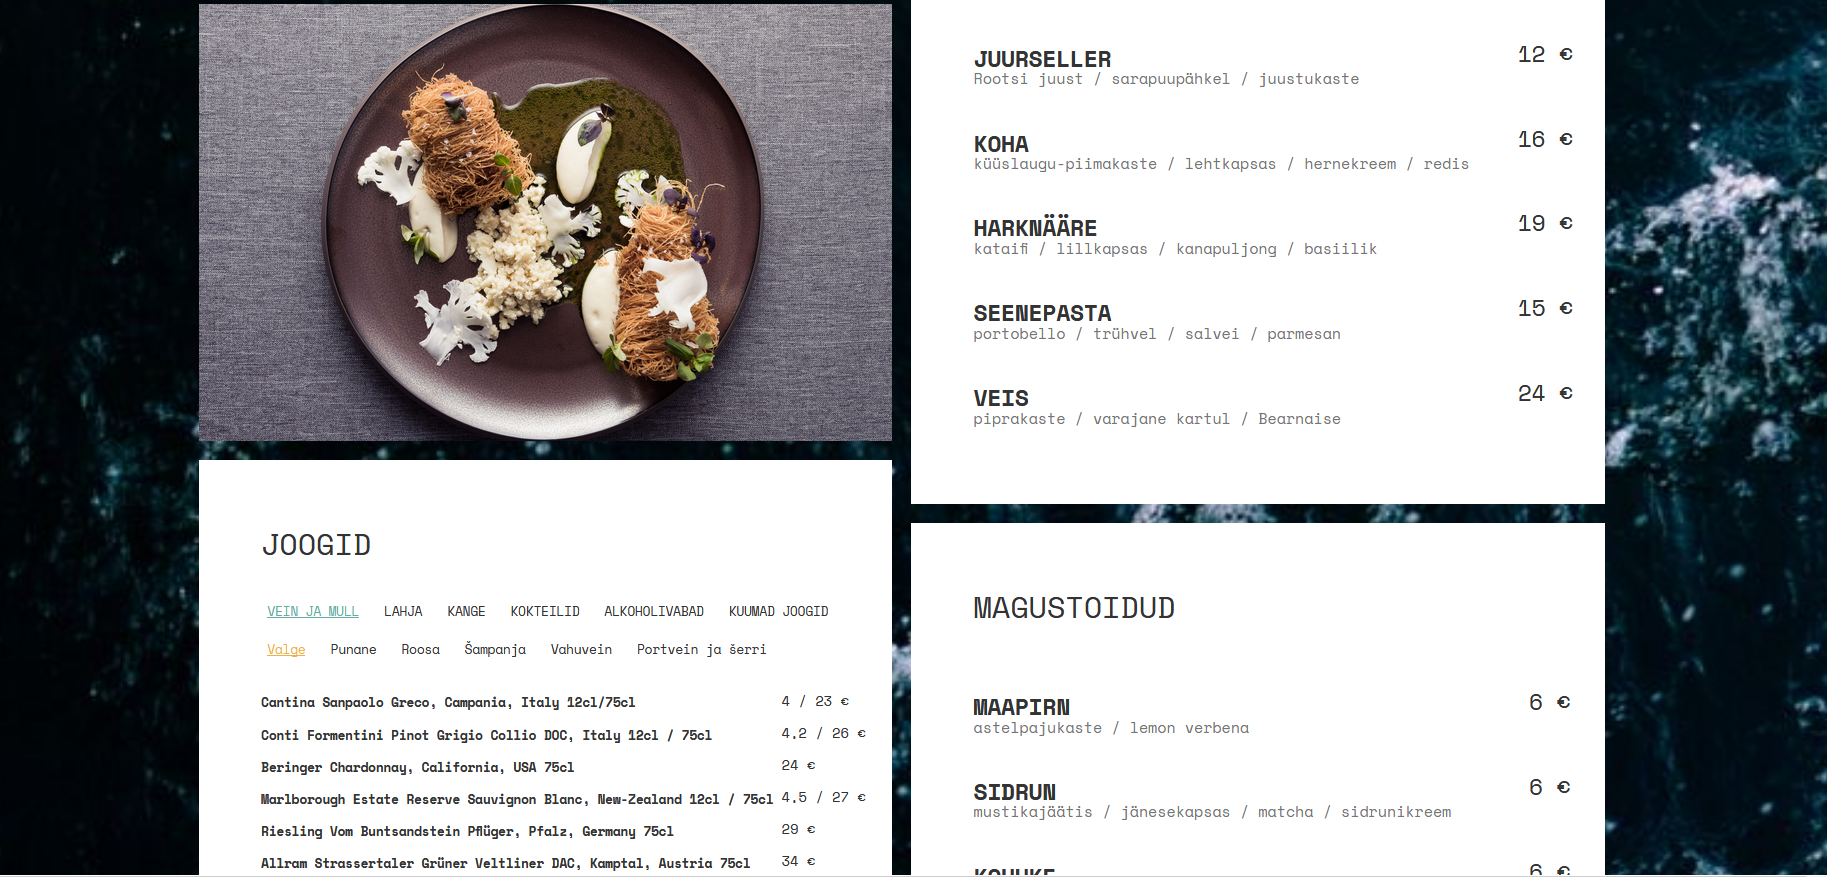 JUURSELLER
12 €
Rootsi juust / sarapuupähkel / juustukaste
KOHA
16 €
küüslaugu-piimakaste / lehtkapsas / hernekreem / redis
HARKNÄÄRE
19 €
kataifi / lillkapsas / kanapuljong / basiilik
SEENEPASTA
15 €
portobello / trühvel / salvei / parmesan
VEIS
24 €
piprakaste / varajane kartul / Bearnaise
JOOGID
VEIN JA MULL LAHJA KANGE KOKTEILID ALKOHOLIVABAD KUUMAD JOOGID
Valge Punane Roosa Šampanja Vahuvein Portvein ja šerri
Cantina Sanpaolo Greco, Campania, Italy 12cl/75cl 4 / 23 €
Conti Formentini Pinot Grigio Collio DOC, Italy 12cl / 75cl 4.2 / 26 €
Beringer Chardonnay, California, USA 75cl 24 €
Marlborough Estate Reserve Sauvignon Blanc, New-Zealand 12cl / 75cl 4.5 / 27 €
Riesling Vom Buntsandstein Pflüger, Pfalz, Germany 75cl 29 €
Allram Strassertaler Grüner Veltliner DAC, Kamptal, Austria 75cl 34 €
MAGUSTOIDUD
MAAPIRN
6 €
astelpajukaste / lemon verbena
SIDRUN
6 €
mustikajäätis / jänesekapsas / matcha / sidrunikreem
6 €